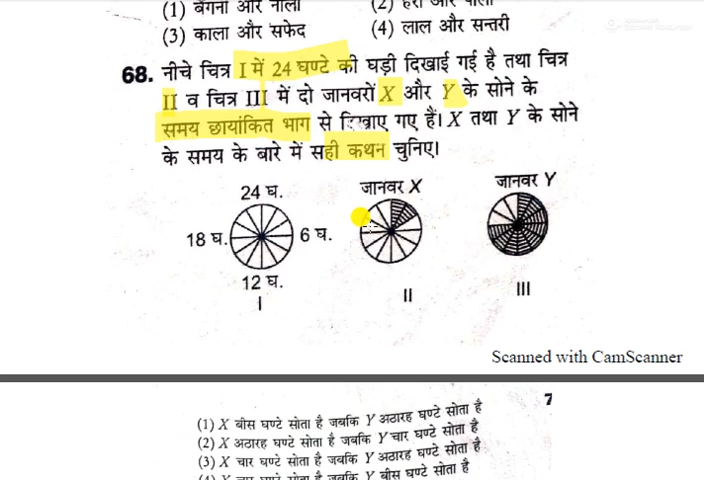 (1) बैंगनी और नीला
(3) काला और सफेद
(4) लाल और सन्तरी
68. नीचे चित्र I में 24 घण्टे की घड़ी दिखाई गई है तथा चित्र
II व चित्र III में दो जानवरों X और Y के सोने के
समय छायांकित भाग से दिखाए गए हैं। X तथा Y के सोने
के समय के बारे में सही कथन चुनिए।
24 घ.
18 घ.
6 घ.
12 घ.
I
जानवर X
II
जानवर Y
III
Scanned with CamScanner
7
(1) X बीस घण्टे सोता है जबकि Y अठारह घण्टे सोता है
(2) X अठारह घण्टे सोता है जबकि Y चार घण्टे सोता है
(3) X चार घण्टे सोता है जबकि Y अठारह घण्टे सोता है
जबकि Y बीस घण्टे सोता है